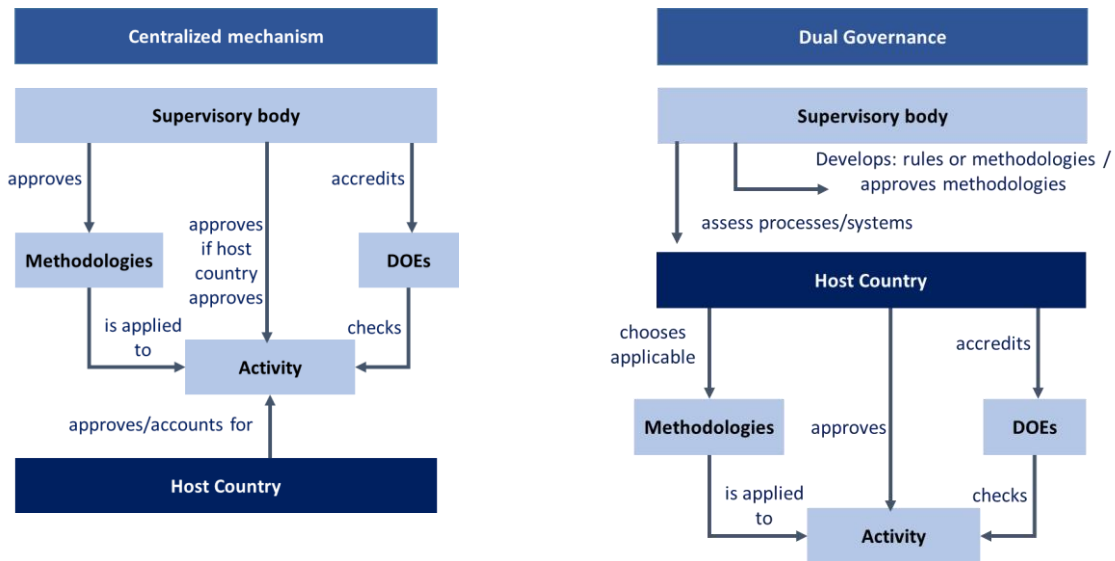 Centralized mechanism
Supervisory body
approves
accredits
approves
if host
country
approves
Methodologies
DOEs
is applied
to
checks
Activity
approves/accounts for
Host Country
Dual Governance
Supervisory body
Develops: rules or methodologies /
approves methodologies
assess processes/systems
Host Country
chooses
applicable
accredits
Methodologies
approves
DOEs
is applied
to
checks
Activity